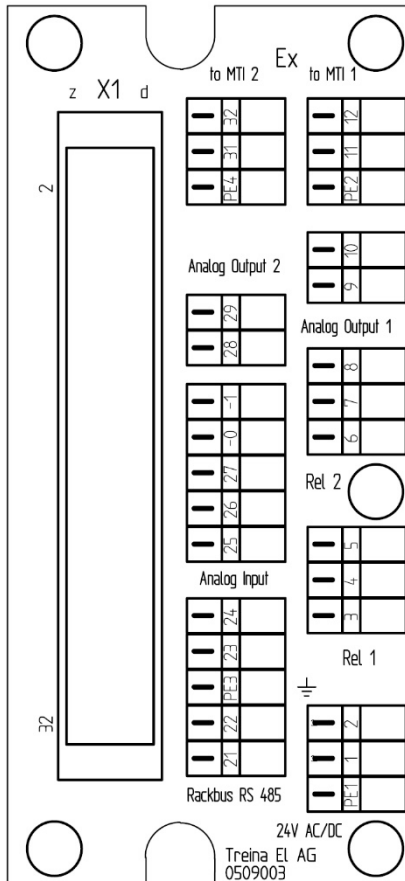 Ex
to MTI 2
to MTI 1
z X1 d
2
32
31
PE4
12
11
PE2
10
9
Analog Output 2
Analog Output 1
29
28
8
7
6
-1
-0
27
26
25
Rel 2
Analog Input
5
4
3
Rel 1
24
23
PE3
22
21
32
2
1
PE1
Rackbus RS 485
24V AC/DC
Treina El AG
0509003